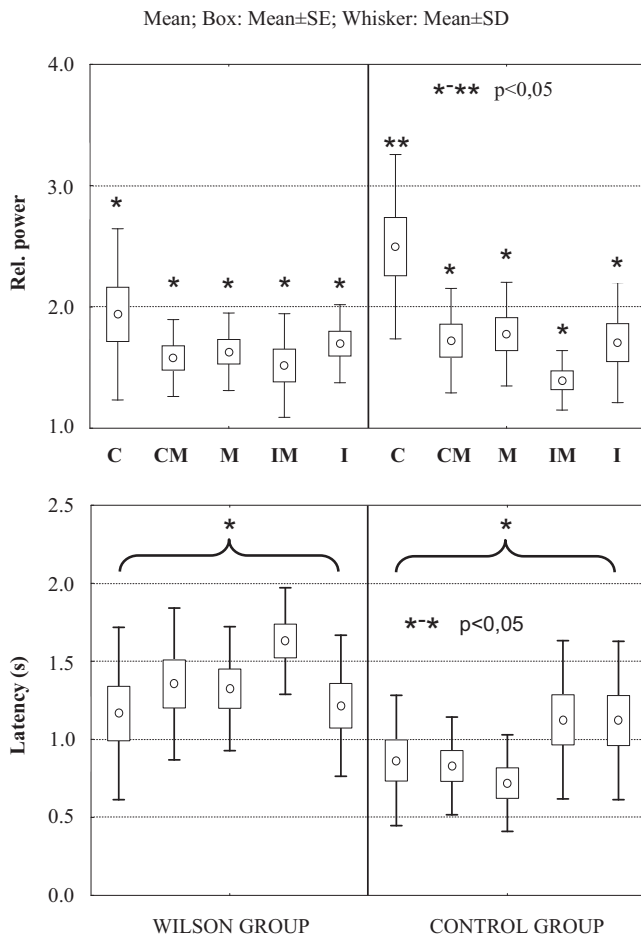 Mean; Box: Mean±SE; Whisker: Mean±SD
4.0
*-** p<0,05
**
3.0
*
* * * *
* * * *
Rel. power
2.0
1.0
C CM M IM I C CM M IM I
2.5
* *
2.0
*-* p<0,05
1.5
Latency (s)
1.0
0.5
0.0
WILSON GROUP CONTROL GROUP